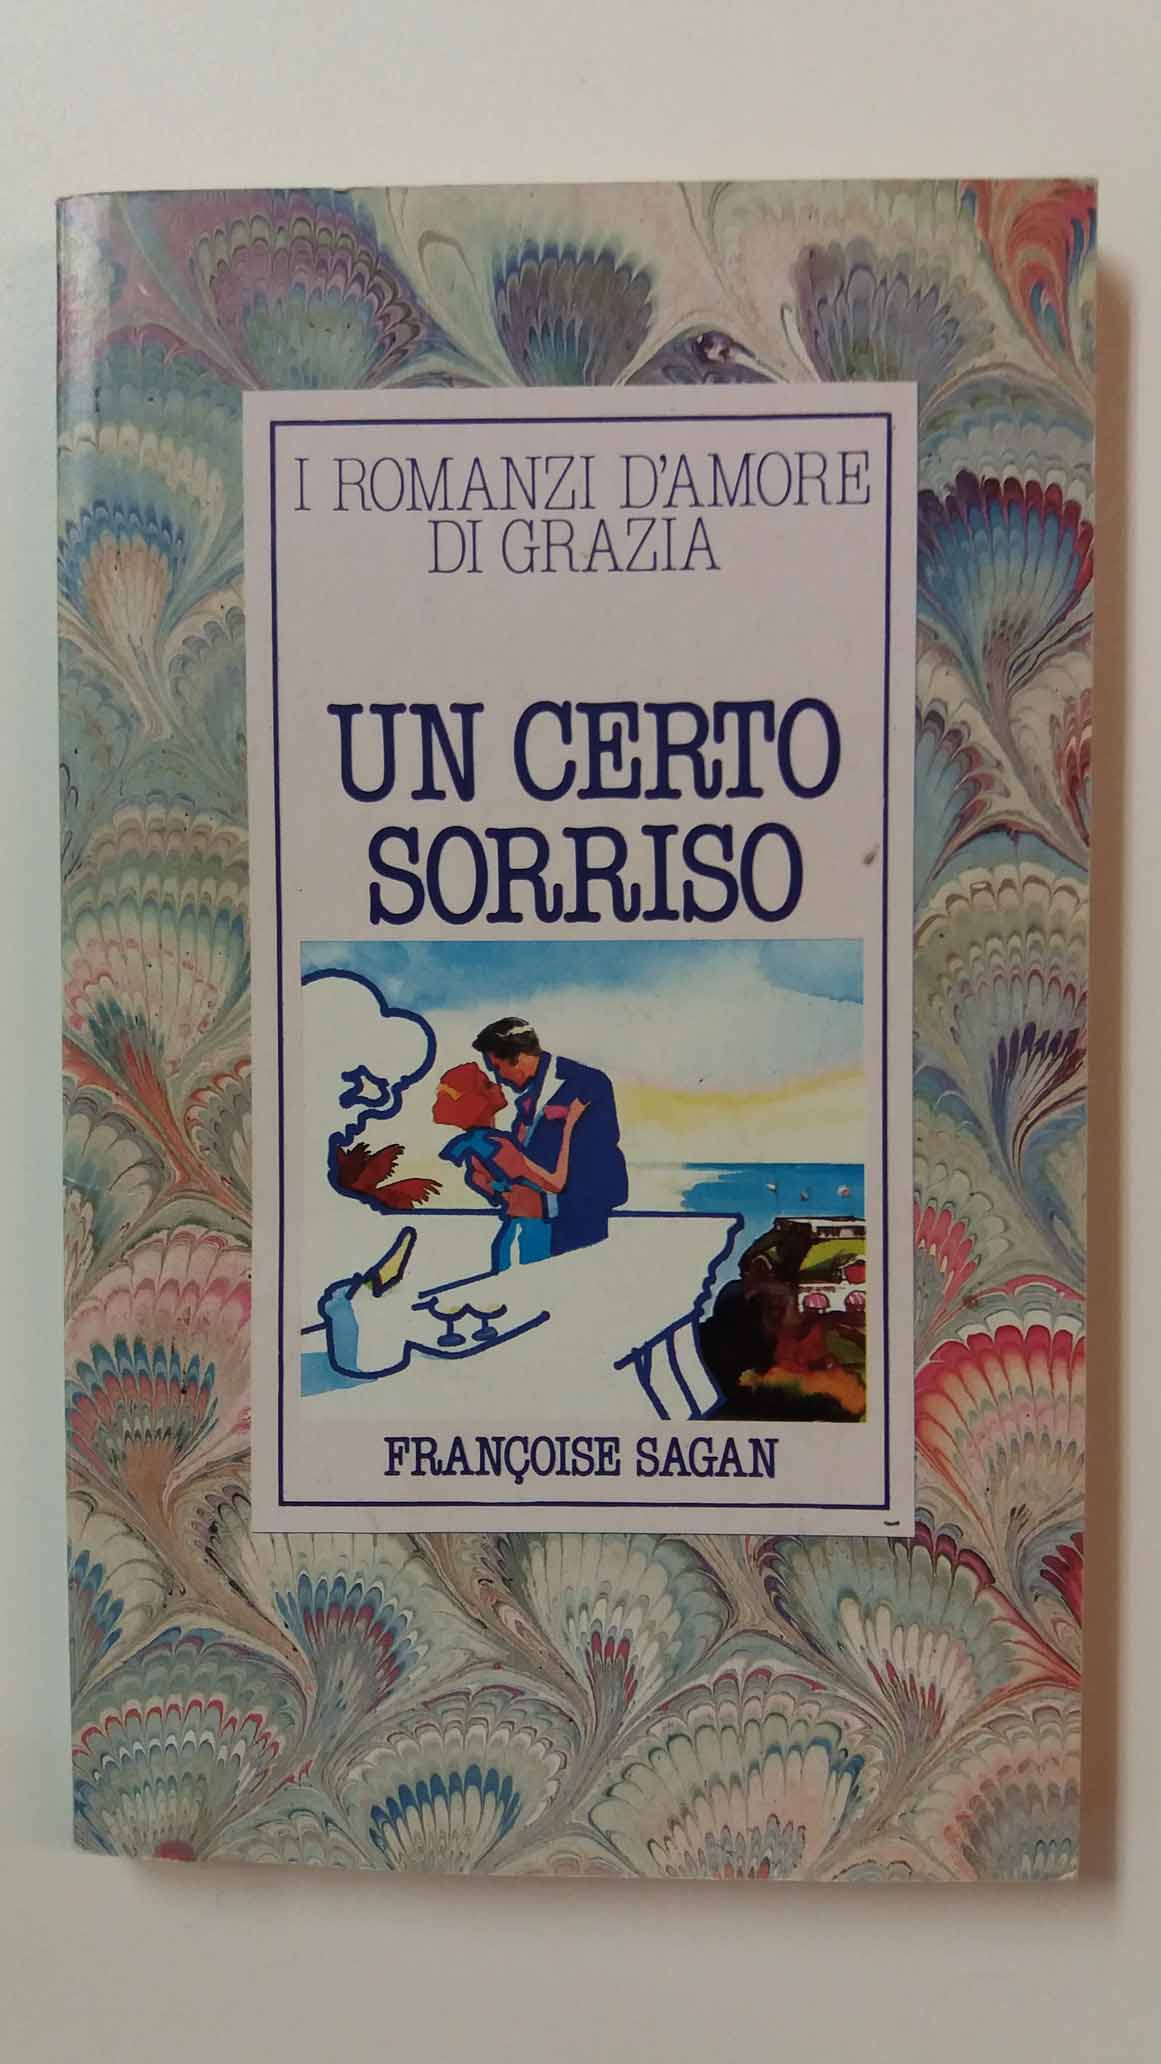 I ROMANZI D'AMORE
DI GRAZIA
UN CERTO
SORRISO
FRANÇOISE SAGAN